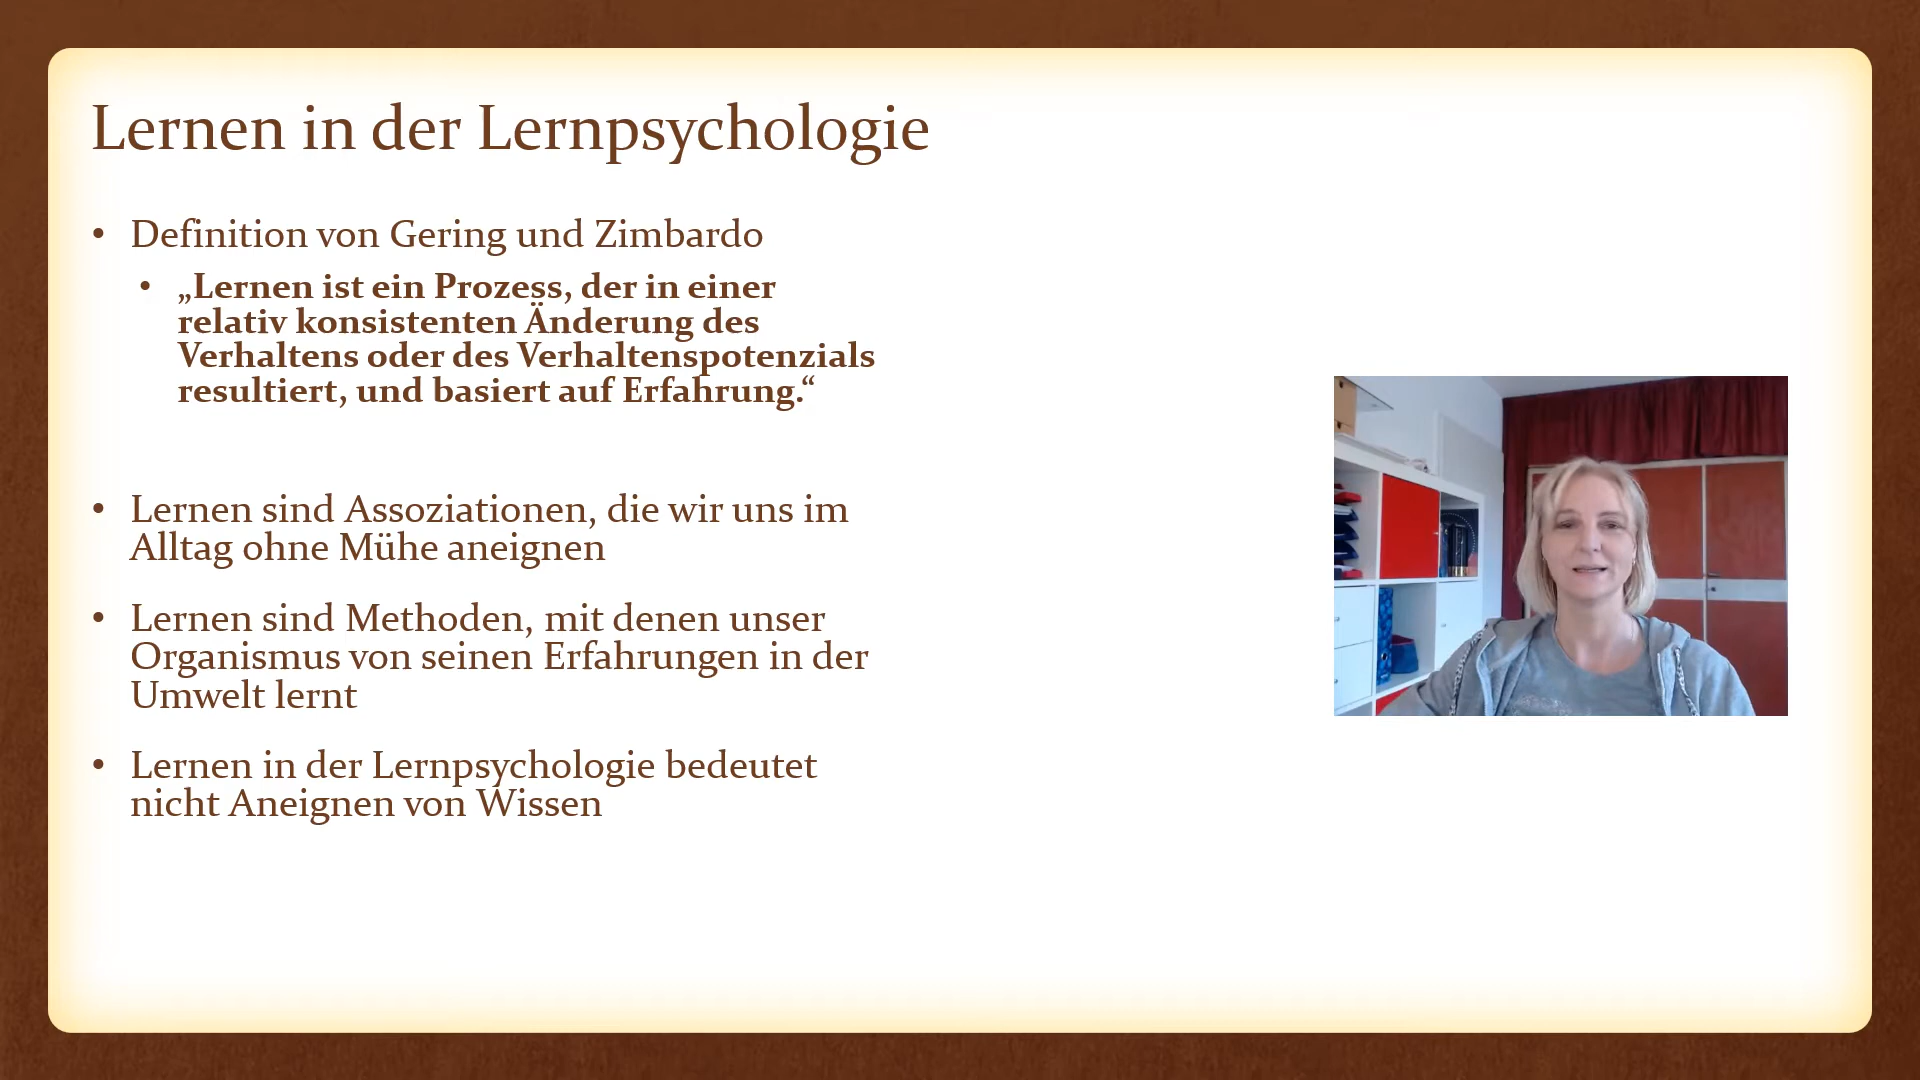 Lernen in der Lernpsychologie
• Definition von Gering und Zimbardo
• „Lernen ist ein Prozess, der in einer
relativ konsistenten Änderung des
Verhaltens oder des Verhaltenspotenzials
resultiert, und basiert auf Erfahrung.“
• Lernen sind Assoziationen, die wir uns im
Alltag ohne Mühe aneignen
• Lernen sind Methoden, mit denen unser
Organismus von seinen Erfahrungen in der
Umwelt lernt
• Lernen in der Lernpsychologie bedeutet
nicht Aneignen von Wissen